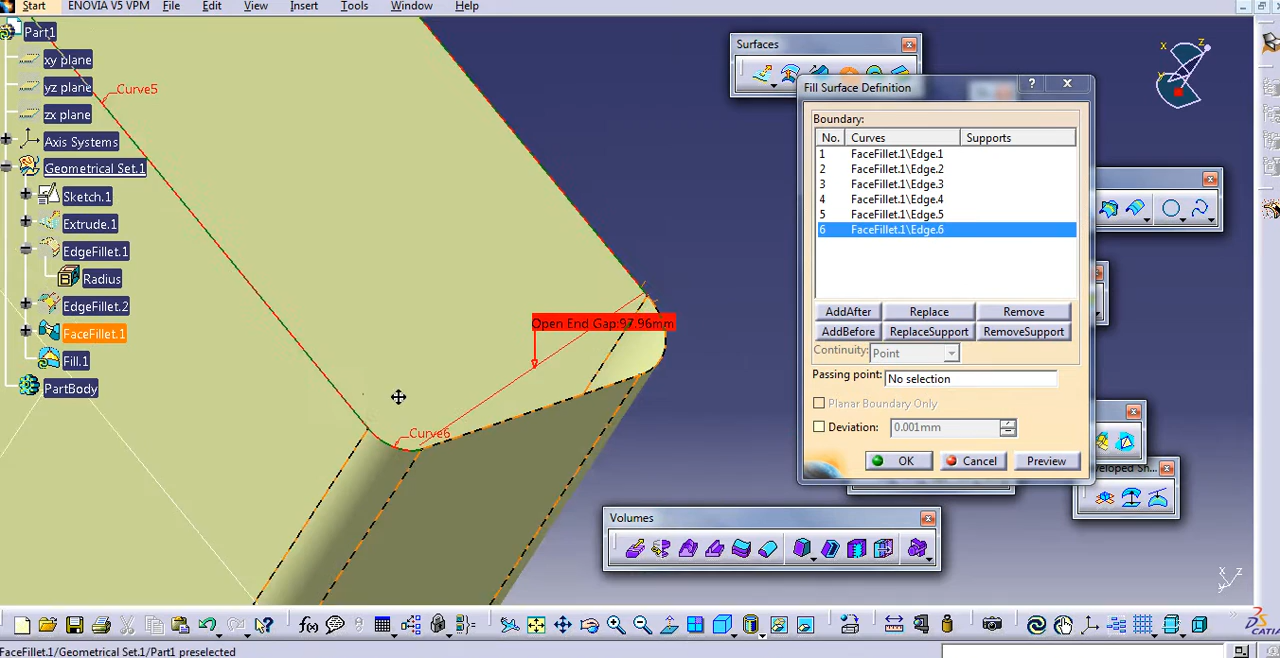 Start ENOVIA V5 VPM File Edit View Insert Tools Window Help
Part1
xy plane
yz plane
zx plane
Axis Systems
Geometrical Set.1
Sketch.1
Extrude.1
EdgeFillet.1
Radius
EdgeFillet.2
FaceFillet.1
Fill.1
PartBody
Curve5
Open End Gap:97.96mm
Curve6
Surfaces
x
z
Fill Surface Definition
?
Boundary:
No. Curves Supports
1 FaceFillet.1\Edge.1
2 FaceFillet.1\Edge.2
3 FaceFillet.1\Edge.3
4 FaceFillet.1\Edge.4
5 FaceFillet.1\Edge.5
6 FaceFillet.1\Edge.6
AddAfter Replace Remove
AddBefore ReplaceSupport RemoveSupport
Continuity: Point
Passing point: No selection
Planar Boundary Only
Deviation: 0.001mm
OK Cancel Preview
Volumes
x z
y
f(x)
CATIA
FaceFillet.1/Geometrical Set.1/Part1 preselected